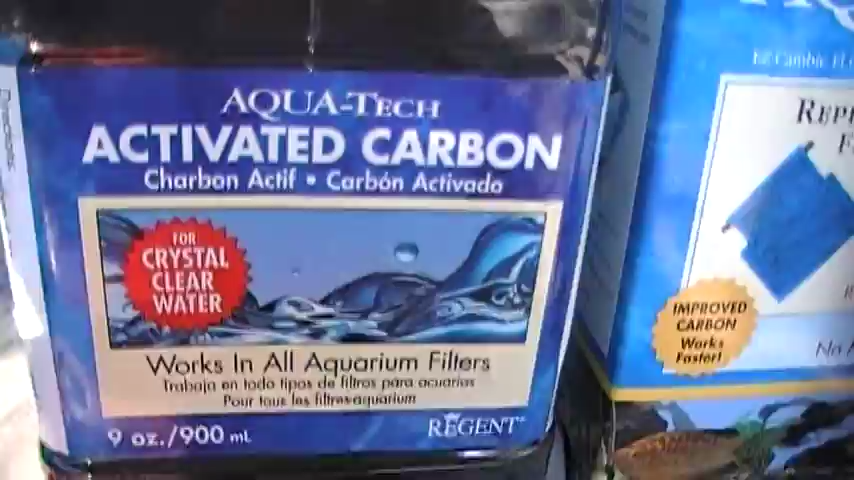 AQUA-TECH
ACTIVATED CARBON
Charbon Actif • Carbón Activado
FOR
CRYSTAL
CLEAR
WATER
Works In All Aquarium Filters
Trabaja en todo tipos de filtros para acuarios
Pour tous les filtres-aquarium
9 oz./900 mL
REGENT
IMPROVED
CARBON
Works
Faster!